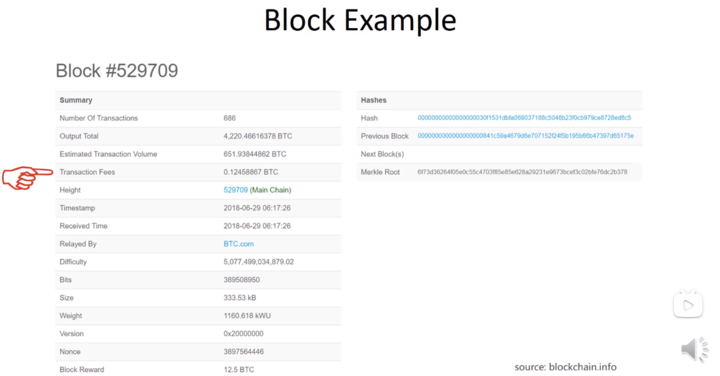 Block Example
Block #529709
Summary
Number Of Transactions 686
Output Total 4,220.46616378 BTC
Estimated Transaction Volume 651.93844862 BTC
Transaction Fees 0.12458867 BTC
Height 529709 (Main Chain)
Timestamp 2018-06-29 06:17:26
Received Time 2018-06-29 06:17:26
Relayed By BTC.com
Difficulty 5,077,499,034,879.02
Bits 389508950
Size 333.53 kB
Weight 1160.618 kWU
Version 0x20000000
Nonce 3897564446
Block Reward 12.5 BTC
Hashes
Hash
Previous Block
Next Block(s)
Merkle Root
source: blockchain.info